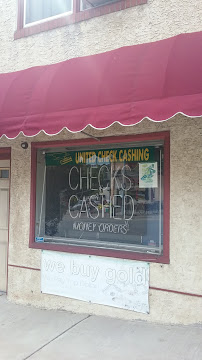 UNITED CHECK CASHING
CHECKS
CASHED
MONEY ORDERS
we buy gold